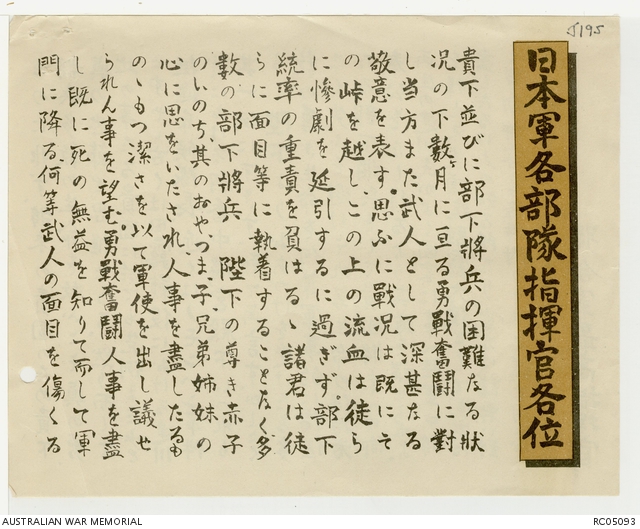 J195
日本軍各部隊指揮官各位
貴下並びに部下將兵の困難なる狀
況の下數ヶ月に亘る勇戰奮鬪に對
し当方また武人として深甚たる
敬意を表す。思ふに戰況は既にそ
の峠を越し、この上の流血は徒ら
に慘劇を延引するに過ぎず。部下
統率の重責を負はるゝ諸君は徒
らに面目等に執着することなく多
數の部下將兵 陛下の尊き赤子
のいのち、其のおや、つま、子、兄弟姉妹の
心に思をいたされ、人事を盡したるも
のゝもつ潔さを以て軍使を出し議せ
られん事を望む。勇戰奮鬪人事を盡
し既に死の無益を知りて而して軍
門に降る、何等武人の面目を傷くる
AUSTRALIAN WAR MEMORIAL
RC05093